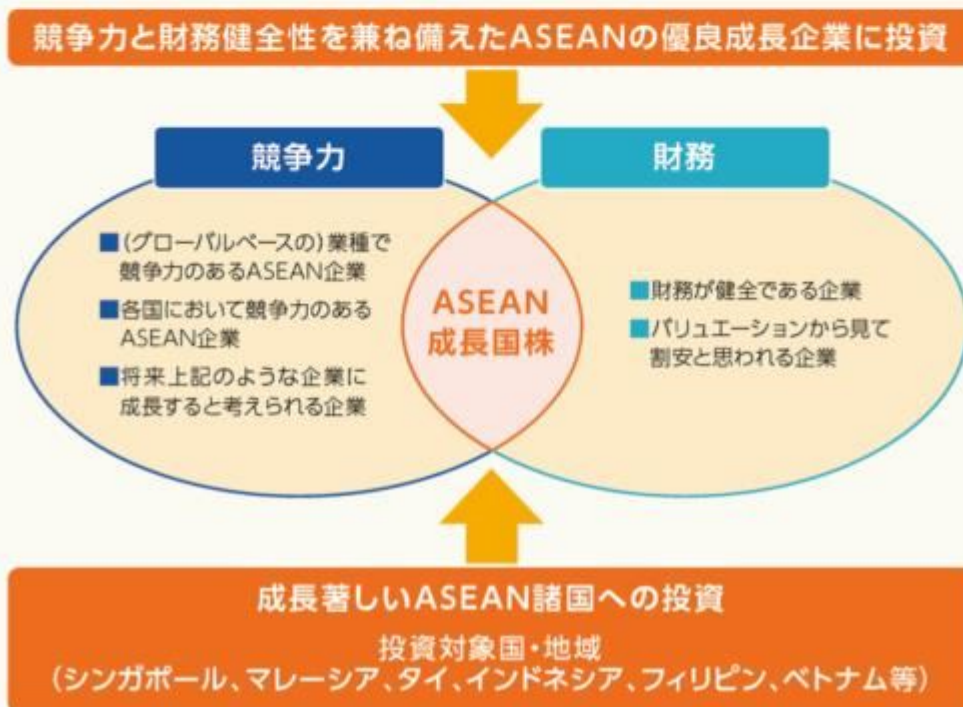 競争力と財務健全性を兼ね備えたASEANの優良成長企業に投資
競争力
財務
■(グローバルベースの)業種で
競争力のあるASEAN企業
■各国において競争力のある
ASEAN企業
■将来上記のような企業に
成長すると考えられる企業
ASEAN
成長国株
■財務が健全である企業
■バリュエーションから見て
割安と思われる企業
成長著しいASEAN諸国への投資
投資対象国・地域
(シンガポール、マレーシア、タイ、インドネシア、フィリピン、ベトナム等)